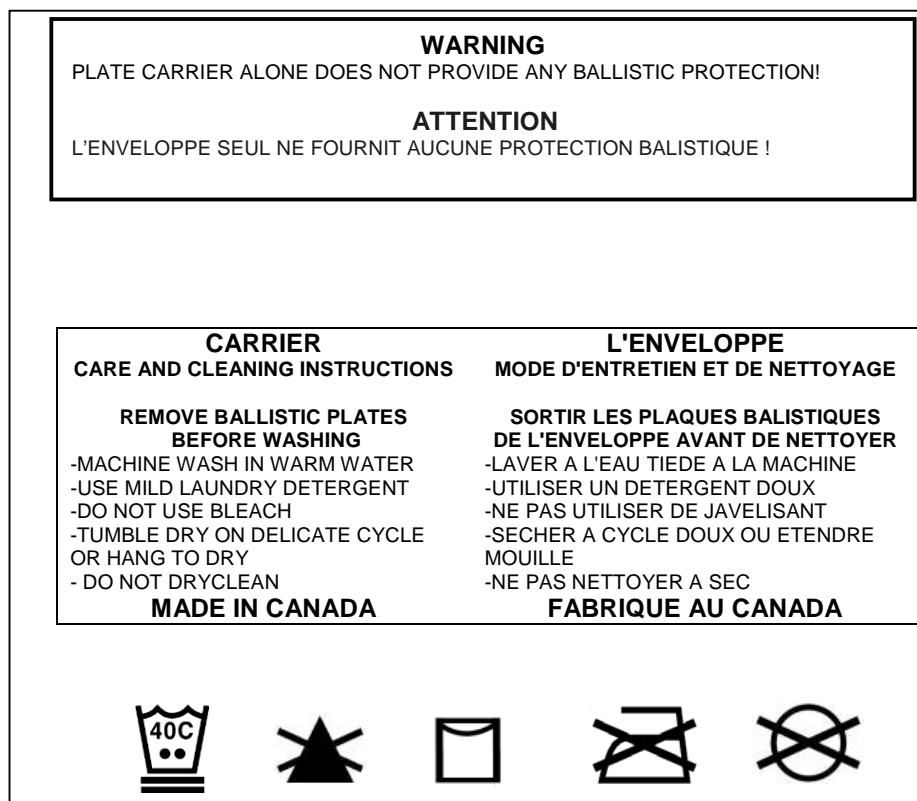 WARNING
PLATE CARRIER ALONE DOES NOT PROVIDE ANY BALLISTIC PROTECTION!
ATTENTION
L'ENVELOPPE SEUL NE FOURNIT AUCUNE PROTECTION BALISTIQUE !
CARRIER
CARE AND CLEANING INSTRUCTIONS
REMOVE BALLISTIC PLATES
BEFORE WASHING
-MACHINE WASH IN WARM WATER
-USE MILD LAUNDRY DETERGENT
-DO NOT USE BLEACH
-TUMBLE DRY ON DELICATE CYCLE
OR HANG TO DRY
- DO NOT DRYCLEAN
MADE IN CANADA
L'ENVELOPPE
MODE D'ENTRETIEN ET DE NETTOYAGE
SORTIR LES PLAQUES BALISTIQUES
DE L'ENVELOPPE AVANT DE NETTOYER
-LAVER A L'EAU TIEDE A LA MACHINE
-UTILISER UN DETERGENT DOUX
-NE PAS UTILISER DE JAVELISANT
-SECHER A CYCLE DOUX OU ETENDRE
MOUILLE
-NE PAS NETTOYER A SEC
FABRIQUE AU CANADA
40C